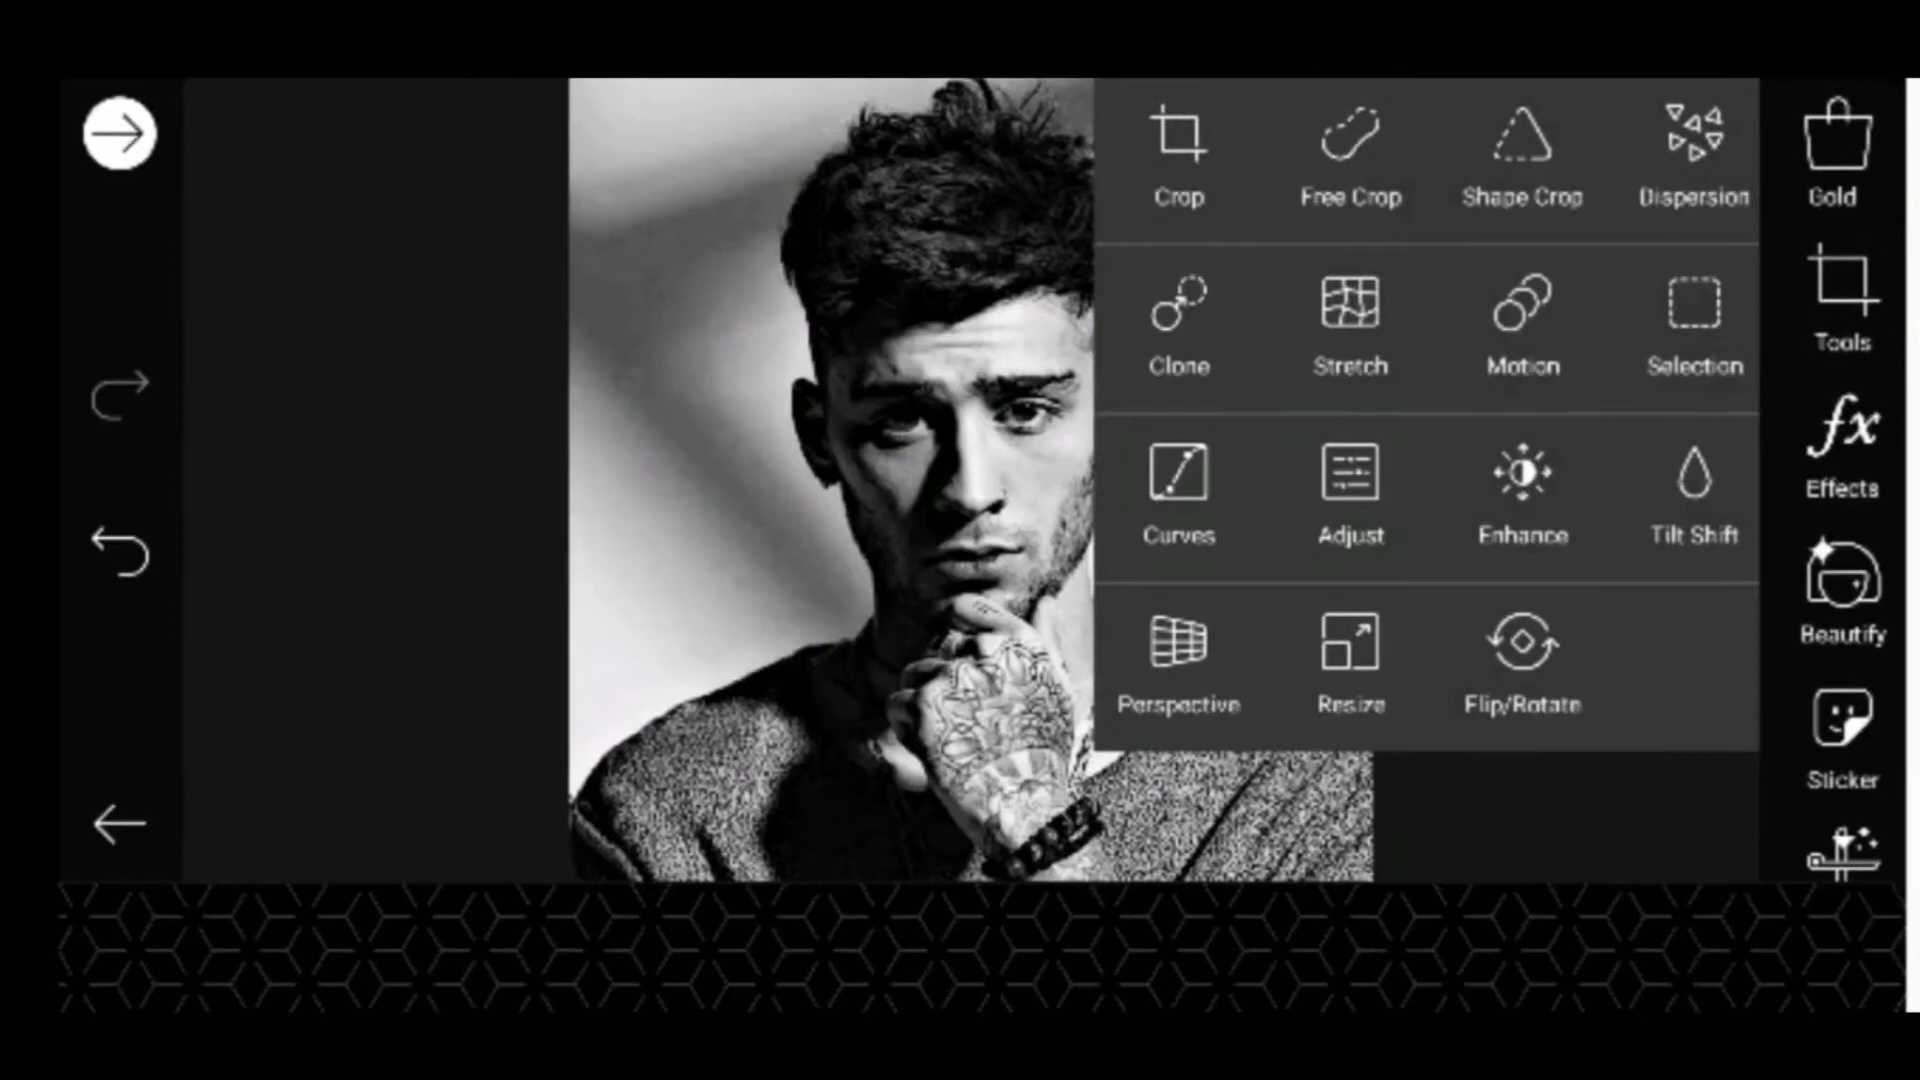 Crop Free Crop Shape Crop Dispersion
Clone Stretch Motion Selection
Curves Adjust Enhance Tilt Shift
Perspective Resize Flip/Rotate
Gold
Tools
fx
Effects
Beautify
Sticker